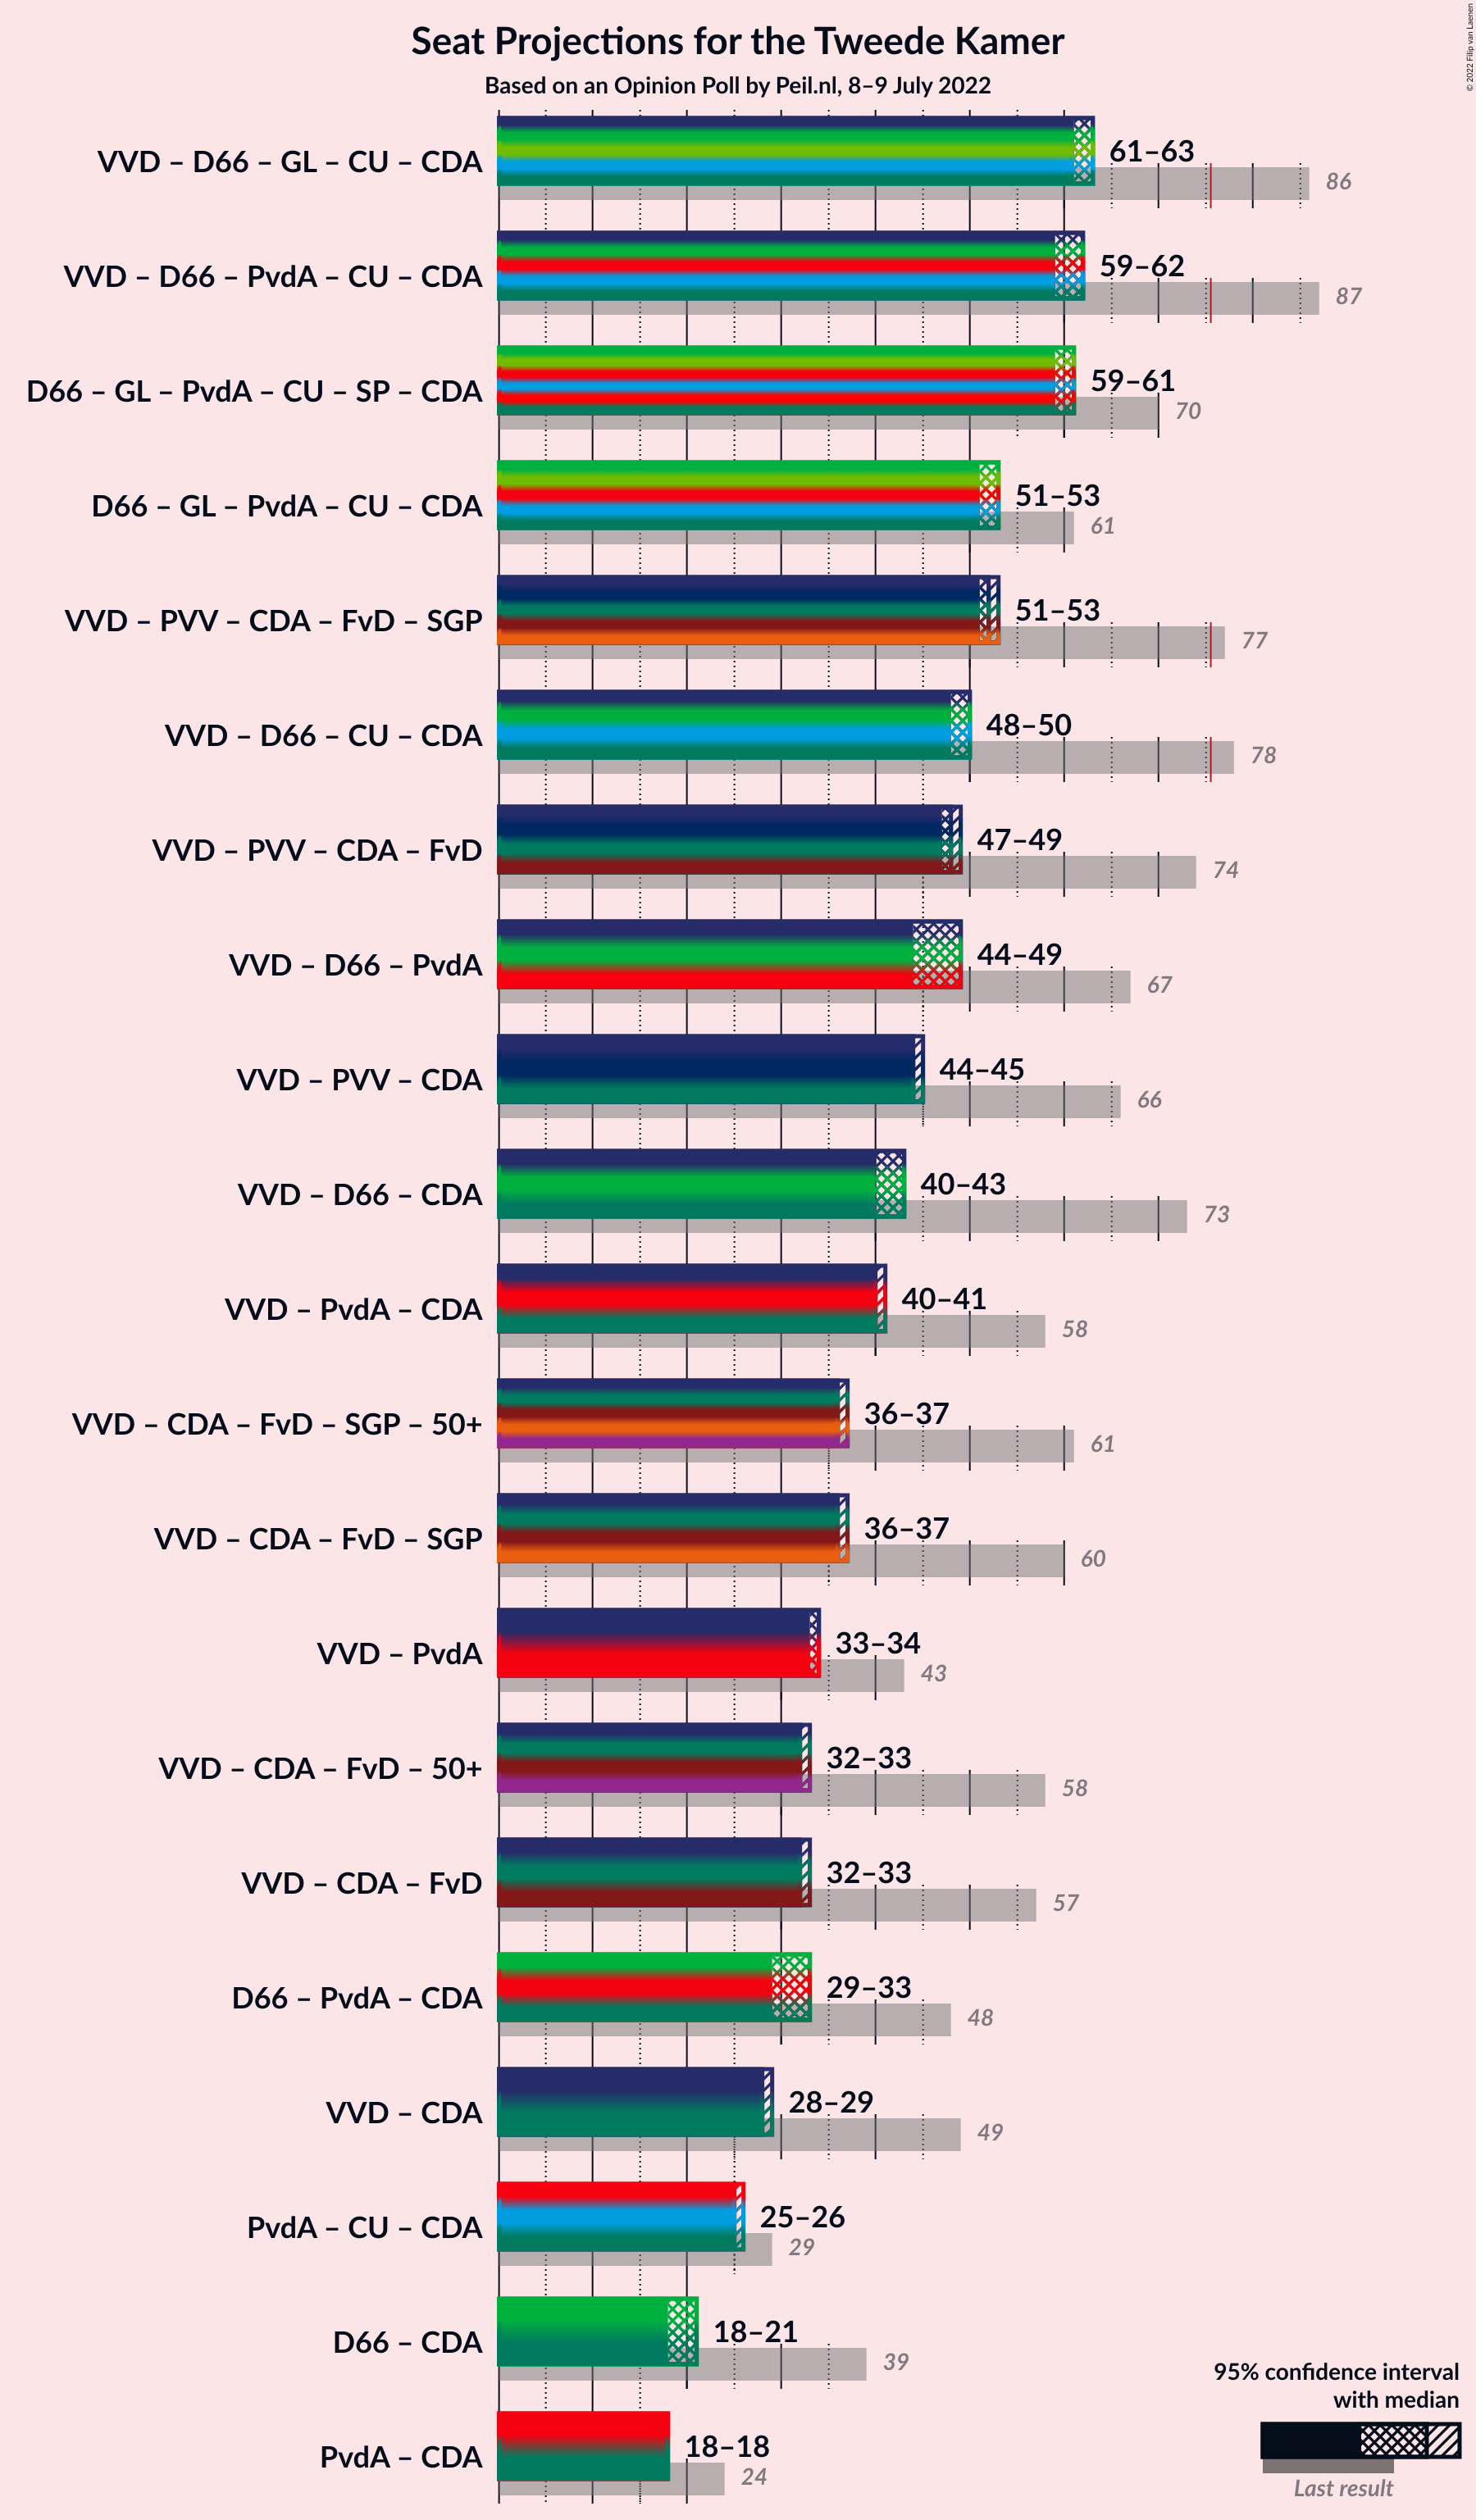 © 2022 Filip van Laenen
Seat Projections for the Tweede Kamer
Based on an Opinion Poll by Peil.nl, 8–9 July 2022
VVD – D66 – GL – CU – CDA 61–63 86
VVD – D66 – PvdA – CU – CDA 59–62 87
D66 – GL – PvdA – CU – SP – CDA 59–61 70
D66 – GL – PvdA – CU – CDA 51–53 61
VVD – PVV – CDA – FvD – SGP 51–53 77
VVD – D66 – CU – CDA 48–50 78
VVD – PVV – CDA – FvD 47–49 74
VVD – D66 – PvdA 44–49 67
VVD – PVV – CDA 44–45 66
VVD – D66 – CDA 40–43 73
VVD – PvdA – CDA 40–41 58
VVD – CDA – FvD – SGP – 50+ 36–37 61
VVD – CDA – FvD – SGP 36–37 60
VVD – PvdA 33–34 43
VVD – CDA – FvD – 50+ 32–33 58
VVD – CDA – FvD 32–33 57
D66 – PvdA – CDA 29–33 48
VVD – CDA 28–29 49
PvdA – CU – CDA 25–26 29
D66 – CDA 18–21 39
PvdA – CDA 18–18 24
95% confidence interval
with median
Last result